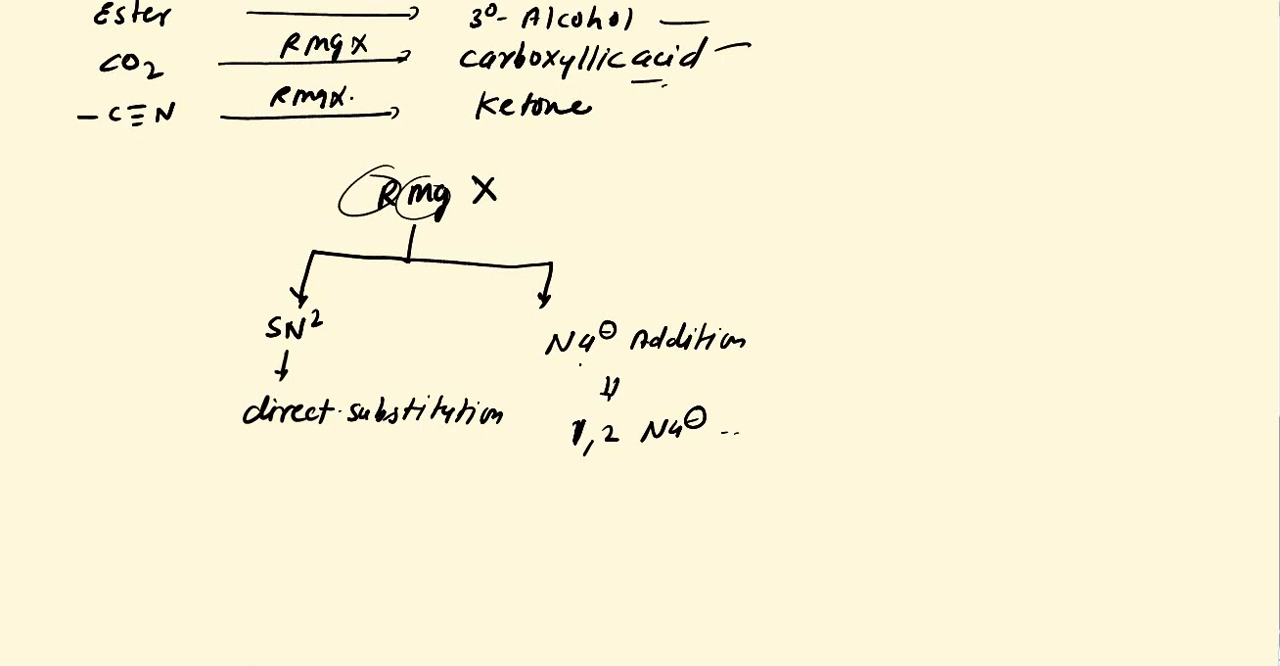 Ester → 3°- Alcohol —
CO₂ RMgX → carboxyllic acid —
– C≡N RMgX. → Ketone
RMg X
SN²
Nu⊖ Addition
↓
direct substitution
⇓
1,2 Nu⊖ --